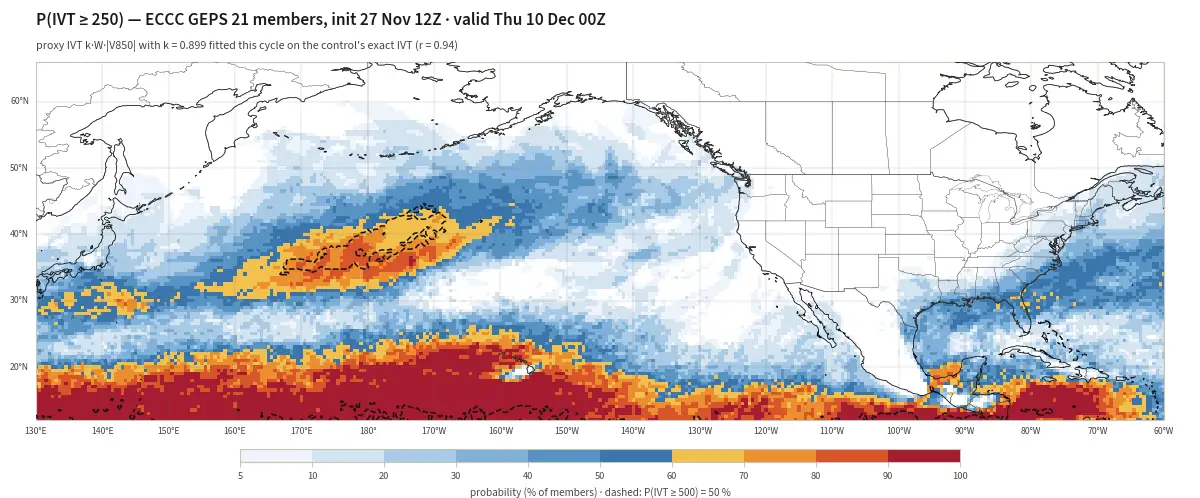 P(IVT ≥ 250) — ECCC GEPS 21 members, init 27 Nov 12Z · valid Thu 10 Dec 00Z
proxy IVT k·W·|V850| with k = 0.899 fitted this cycle on the control's exact IVT (r = 0.94)
60°N
50°N
40°N
30°N
20°N
130°E 140°E 150°E 160°E 170°E 180° 170°W 160°W 150°W 140°W 130°W 120°W 110°W 100°W 90°W 80°W 70°W 60°W
5 10 20 30 40 50 60 70 80 90 100
probability (% of members) · dashed: P(IVT ≥ 500) = 50 %